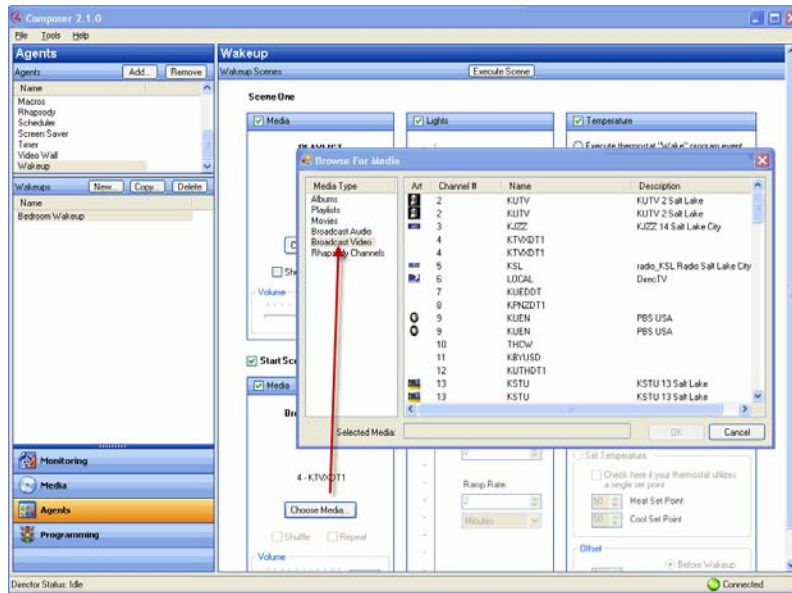 Composer 2.1.0
File Tools Help
Agents
Agents Add... Remove
Name
Macros
Rhapsody
Scheduler
Screen Saver
Timer
Video Wall
Wakeup
Wakeups New... Copy... Delete
Name
Bedroom Wakeup
Monitoring
Media
Agents
Programming
Director Status: Idle
Connected
Wakeup
Wakeup Scenes Execute Scene
Scene One
Media
Lights
Temperature
PLAYLIST
Execute thermostat "Wake" program event
Browse For Media
Media Type
Albums
Playlists
Movies
Broadcast Audio
Broadcast Video
Rhapsody Channels
Art Channel # Name Description
2 KUTV KUTV 2 Salt Lake
2 KUTV KUTV 2 Salt Lake
3 KJZZ KJZZ 14 Salt Lake City
4 KTVXDT1
4 KTVXDT1
5 KSL radio_KSL Radio Salt Lake City
6 LOCAL DirecTV
7 KUEDDT
8 KPNZDT1
9 KUEN PBS USA
9 KUEN PBS USA
10 THCW
11 KBYUSD
12 KUTHDT1
13 KSTU KSTU 13 Salt Lake
13 KSTU KSTU 13 Salt Lake
Selected Media:
OK Cancel
Volume
Media
4 - KTVXDT1
Choose Media...
Shuffle Repeat
Volume
0
Ramp Rate:
2
Minutes
Set Temperature
Check here if your thermostat utilizes
a single set point
50 Heat Set Point
50 Cool Set Point
Offset
Before Wakeup